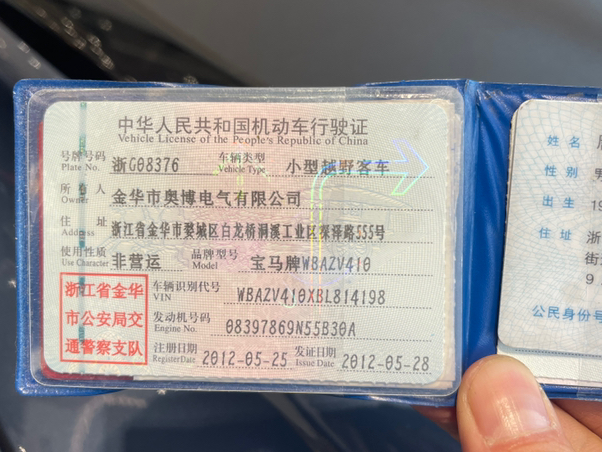 中华人民共和国机动车行驶证
Vehicle License of the People's Republic of China
号牌号码 浙G08376 车辆类型 小型越野客车
Plate No. Vehicle Type
所有人 金华市奥博电气有限公司
Owner
住址 浙江省金华市婺城区白龙桥洞溪工业区深泽路555号
Address
使用性质 非营运 品牌型号 宝马牌WBAZV410
Use Character Model
浙江省金华
市公安局交
通警察支队
车辆识别代号 WBAZV410XBL814198
VIN
发动机号码 08397869N55B30A
Engine No.
注册日期 2012-05-25 发证日期 2012-05-28
Register Date Issue Date
姓名
性别 男
出生 19
住址 浙
街
9
公民身份号